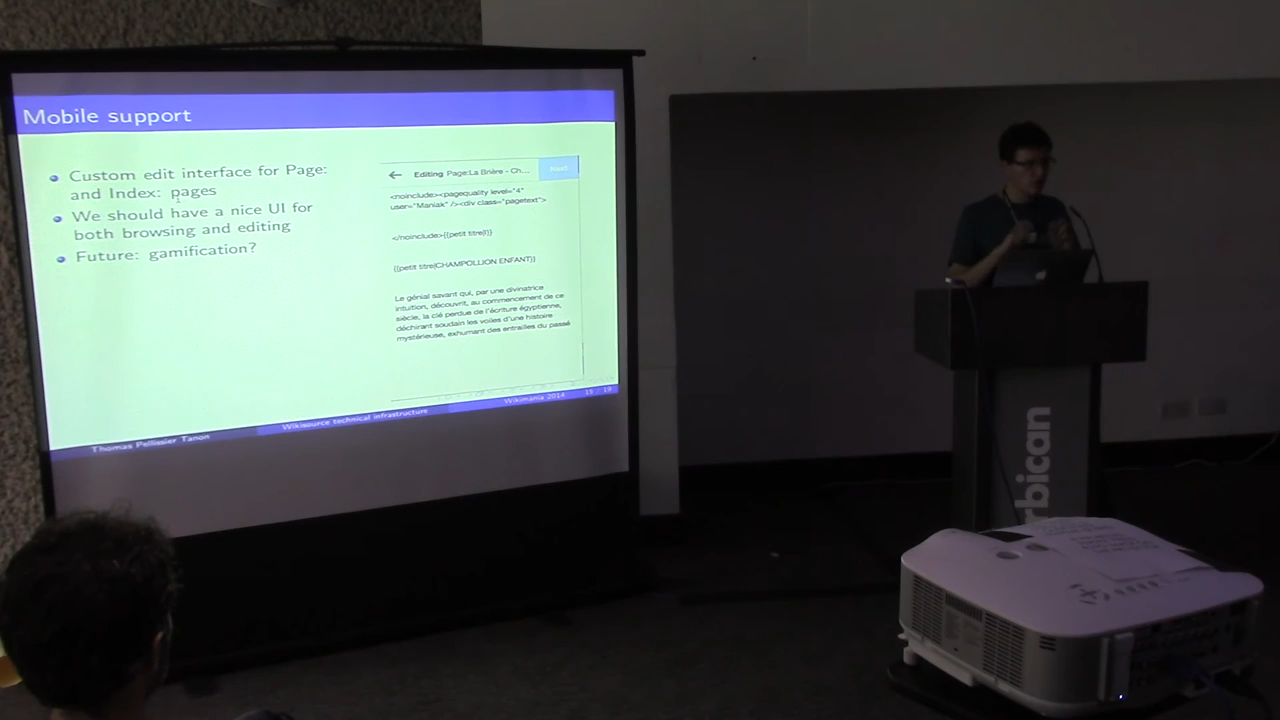 Mobile support
Custom edit interface for Page:
and Index: pages
We should have a nice UI for
both browsing and editing
Future: gamification?
Editing Page:La Brière - Ch...
Next
<noinclude><pagequality level="4"
user="Maniak" /><div class="pagetext">
</noinclude>{{petit titre|I}}
{{petit titre|CHAMPOLLION ENFANT}}
Le génial savant qui, par une divinatrice
intuition, découvrit, au commencement de ce
siècle, la clé perdue de l'écriture égyptienne,
déchirant soudain les voiles d'une histoire
mystérieuse, exhumant des entrailles du passé
Thomas Pellissier Tanon
Wikisource technical infrastructure
Wikimania 2014
15 / 19
rbican